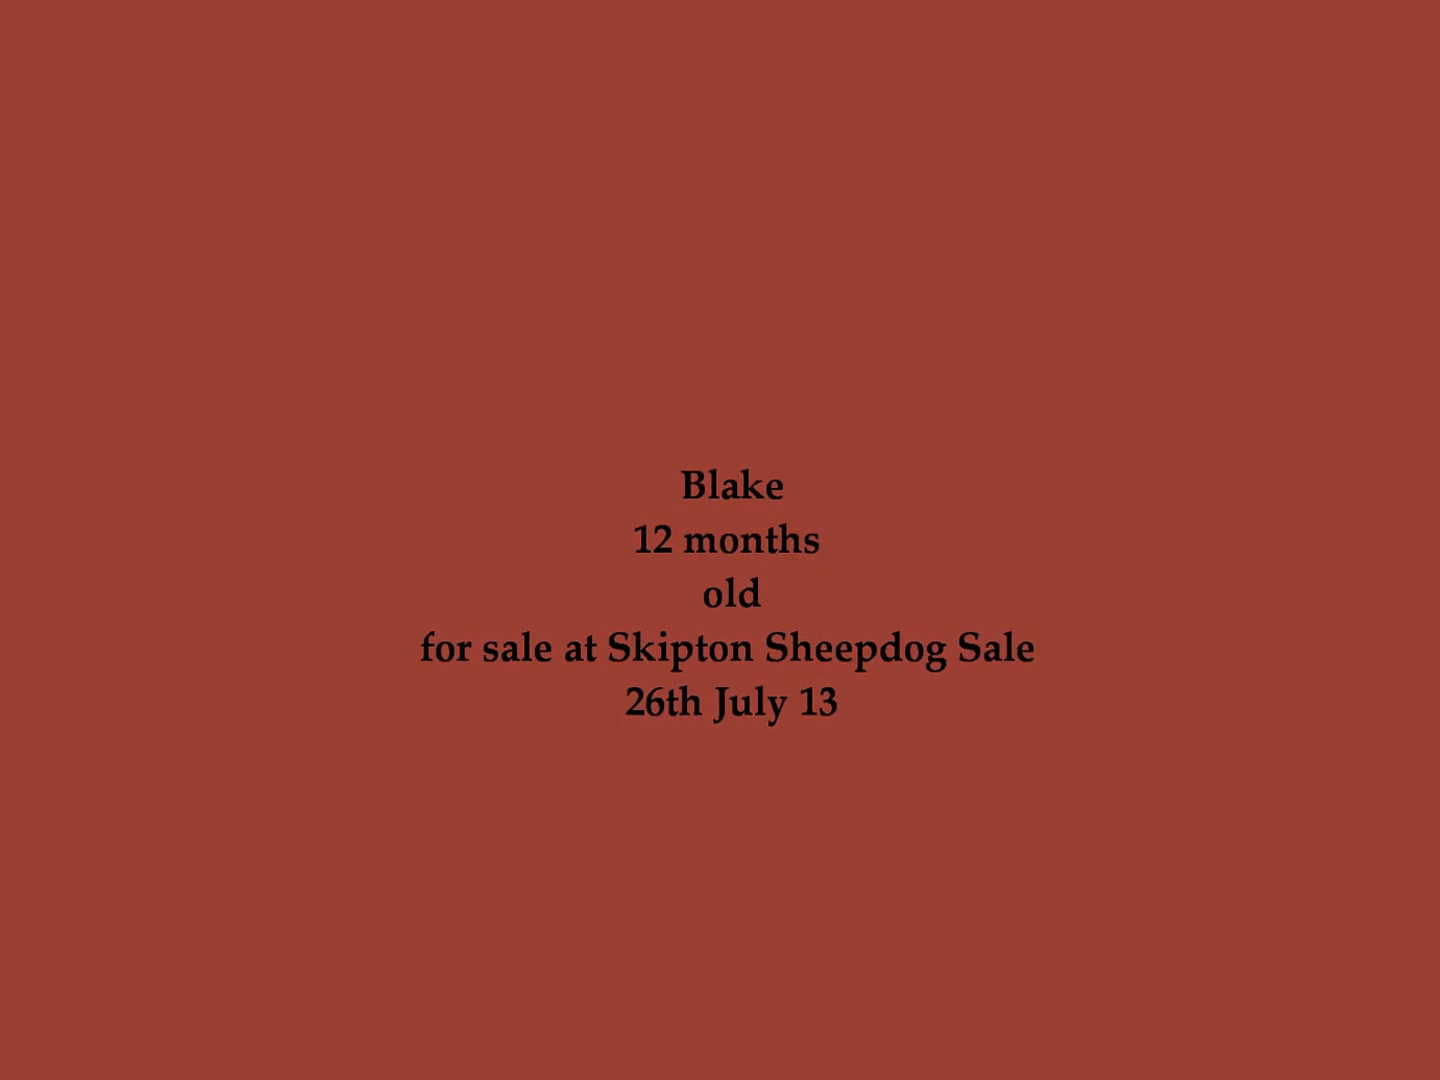 Blake
12 months
old
for sale at Skipton Sheepdog Sale
26th July 13